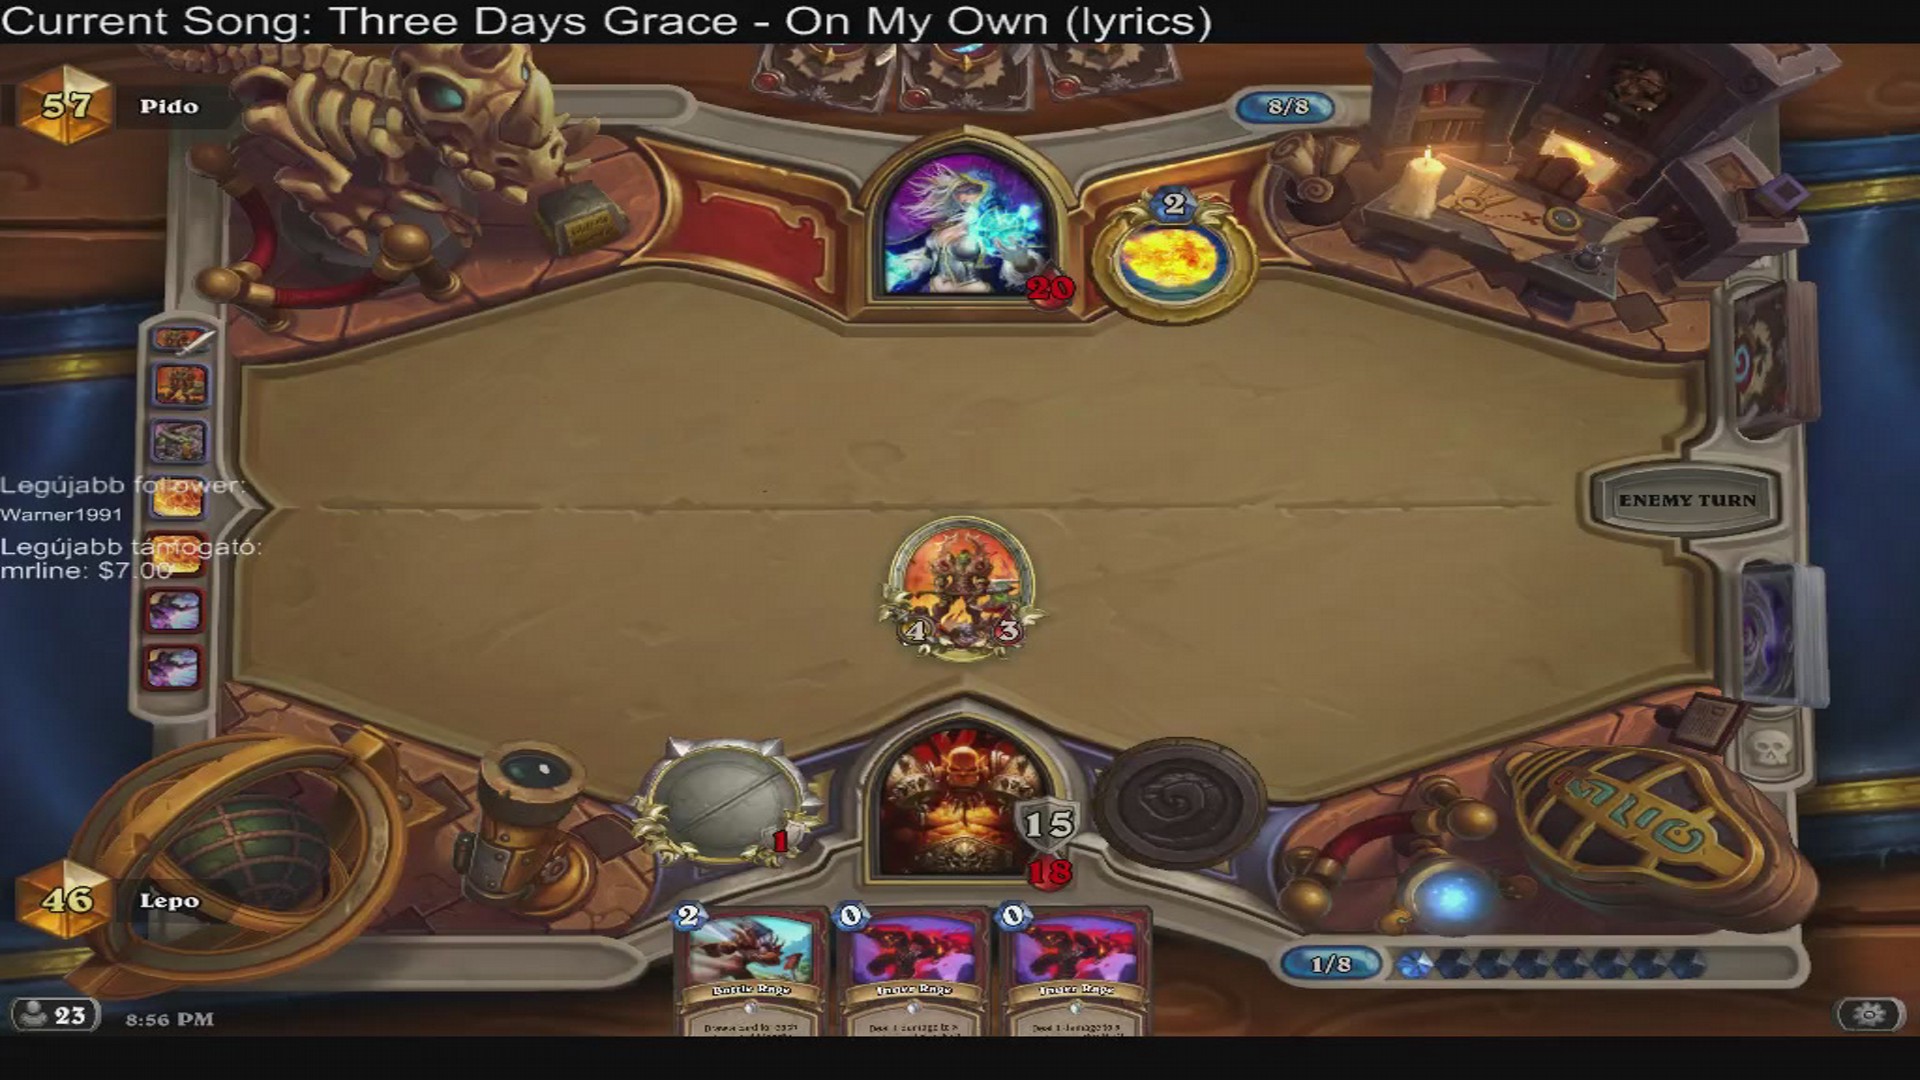 Current Song: Three Days Grace - On My Own (lyrics)
57
Pido
8/8
2
20
Legújabb follower:
Warner1991
ENEMY TURN
Legújabb támogató:
mrline: $7.00
4
3
1
15
18
46
Lepo
2
0
0
Battle Rage
Inner Rage
Inner Rage
1/8
23
8:56 PM